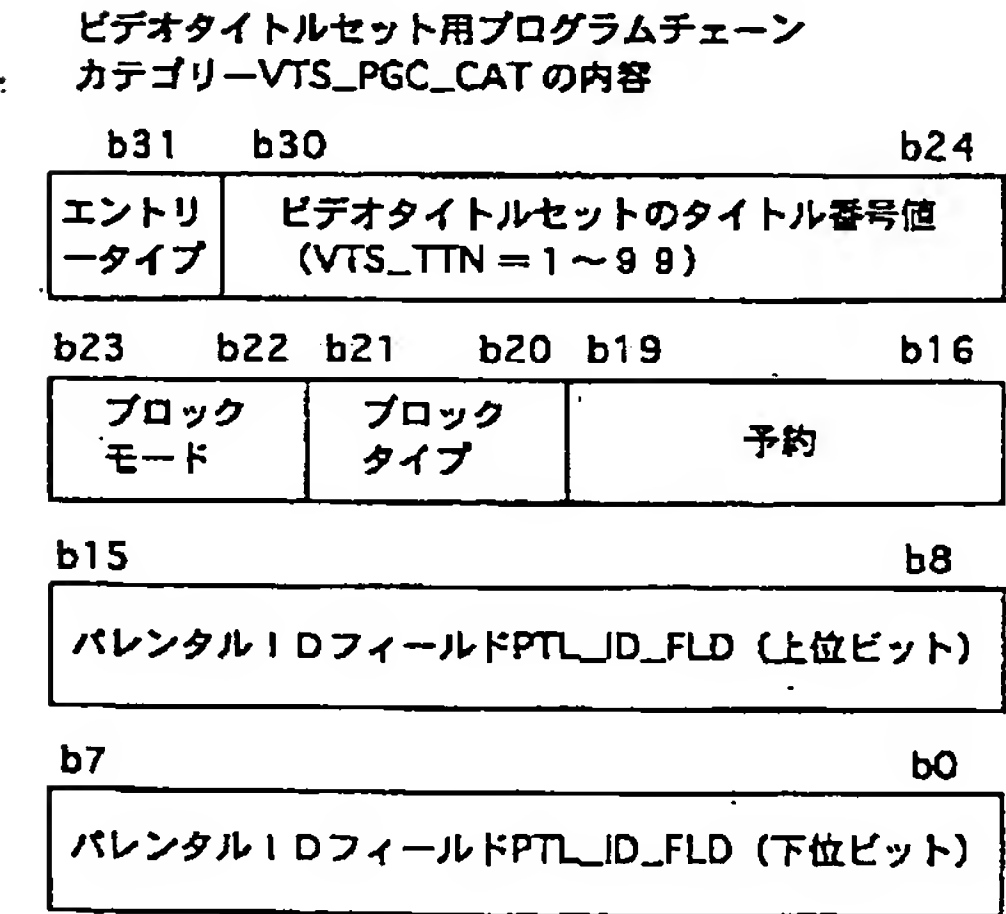 ビデオタイトルセット用プログラムチェーン
カテゴリーVTS_PGC_CAT の内容
b31 b30 b24
エントリ ビデオタイトルセットのタイトル番号値
ータイプ (VTS_TTN = 1 ~ 9 9)
b23 b22 b21 b20 b19 b16
ブロック ブロック 予約
モード タイプ
b15 b8
パレンタル I D フィールドPTL_ID_FLD (上位ビット)
b7 b0
パレンタル I D フィールドPTL_ID_FLD (下位ビット)